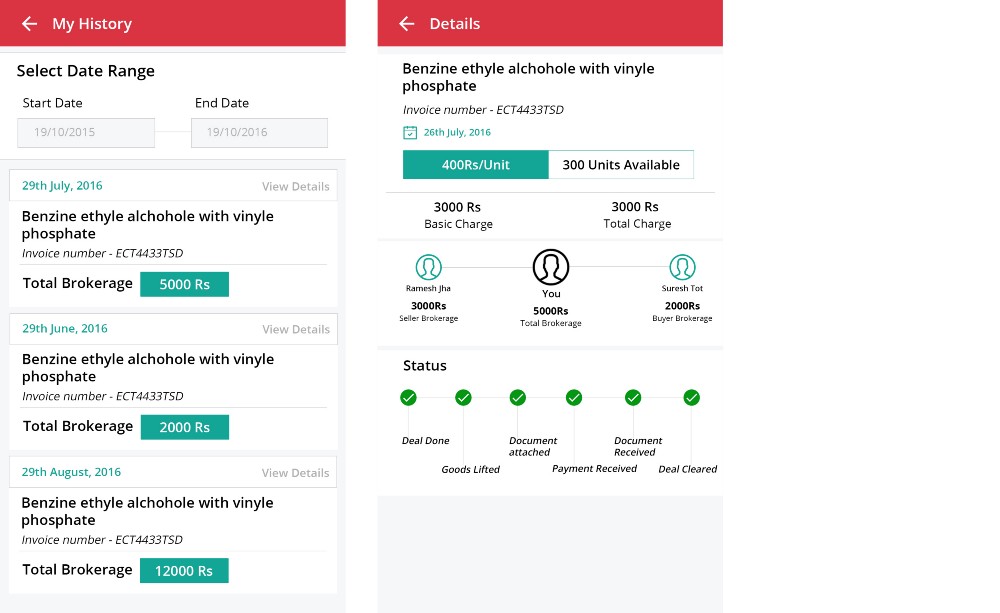 My History
Select Date Range
Start Date
End Date
19/10/2015
19/10/2016
29th July, 2016
View Details
Benzine ethyle alchohole with vinyle
phosphate
Invoice number - ECT4433TSD
Total Brokerage
5000 Rs
29th June, 2016
View Details
Benzine ethyle alchohole with vinyle
phosphate
Invoice number - ECT4433TSD
Total Brokerage
2000 Rs
29th August, 2016
View Details
Benzine ethyle alchohole with vinyle
phosphate
Invoice number - ECT4433TSD
Total Brokerage
12000 Rs
Details
Benzine ethyle alchohole with vinyle
phosphate
Invoice number - ECT4433TSD
26th July, 2016
400Rs/Unit
300 Units Available
3000 Rs
Basic Charge
3000 Rs
Total Charge
Ramesh Jha
3000Rs
Seller Brokerage
You
5000Rs
Total Brokerage
Suresh Tot
2000Rs
Buyer Brokerage
Status
Deal Done
Goods Lifted
Document
attached
Payment Received
Document
Received
Deal Cleared